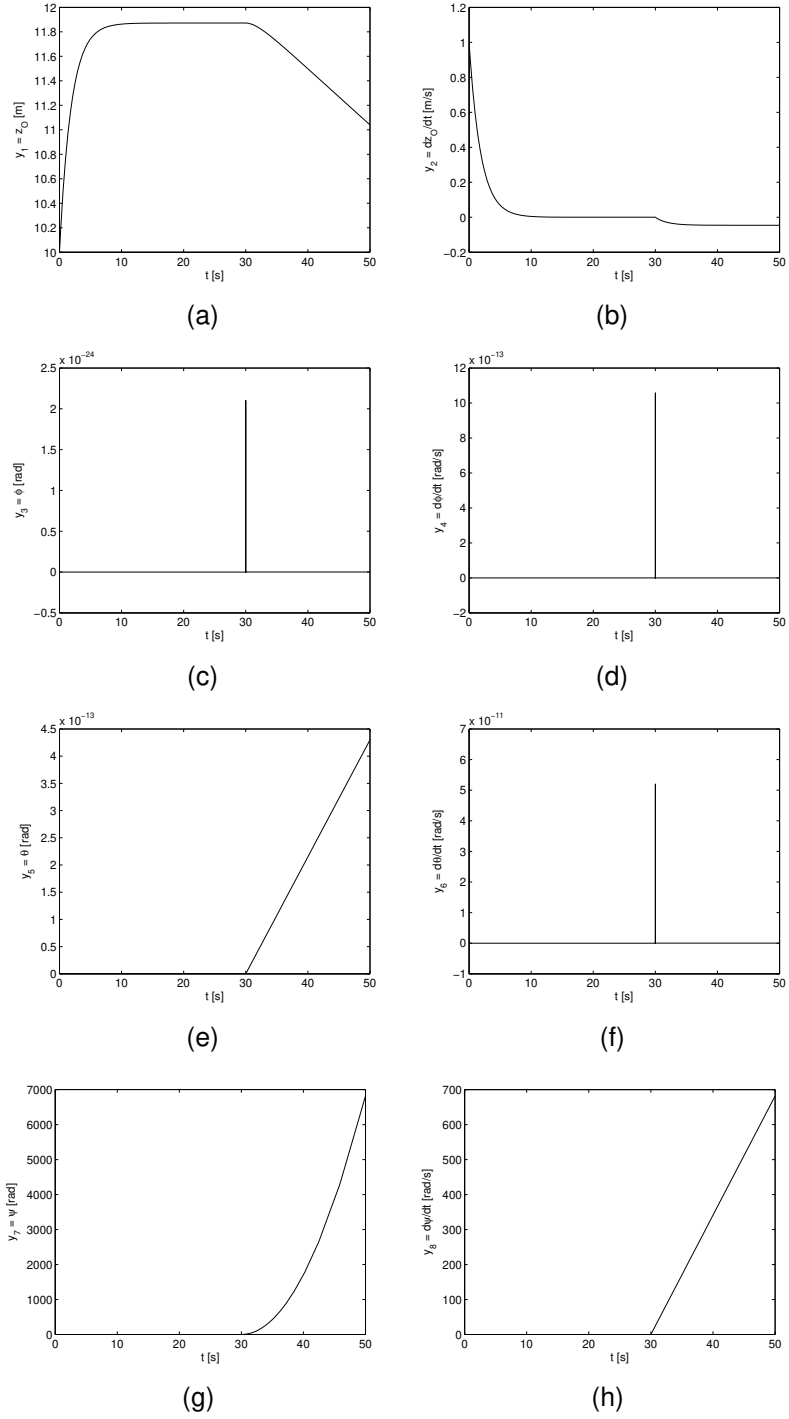 12
11.8
11.6
11.4
11.2
11
10.8
10.6
10.4
10.2
10
0 10 20 30 40 50
t [s]
y1 = zO [m]
(a)
1.2
1
0.8
0.6
0.4
0.2
0
−0.2
0 10 20 30 40 50
t [s]
y2 = dzO/dt [m/s]
(b)
x 10−24
2.5
2
1.5
1
0.5
0
−0.5
0 10 20 30 40 50
t [s]
y3 = ϕ [rad]
(c)
x 10−13
12
10
8
6
4
2
0
−2
0 10 20 30 40 50
t [s]
y4 = dϕ/dt [rad/s]
(d)
x 10−13
4.5
4
3.5
3
2.5
2
1.5
1
0.5
0
0 10 20 30 40 50
t [s]
y5 = θ [rad]
(e)
x 10−11
7
6
5
4
3
2
1
0
−1
0 10 20 30 40 50
t [s]
y6 = dθ/dt [rad/s]
(f)
7000
6000
5000
4000
3000
2000
1000
0
0 10 20 30 40 50
t [s]
y7 = ψ [rad]
(g)
700
600
500
400
300
200
100
0
0 10 20 30 40 50
t [s]
y8 = dψ/dt [rad/s]
(h)